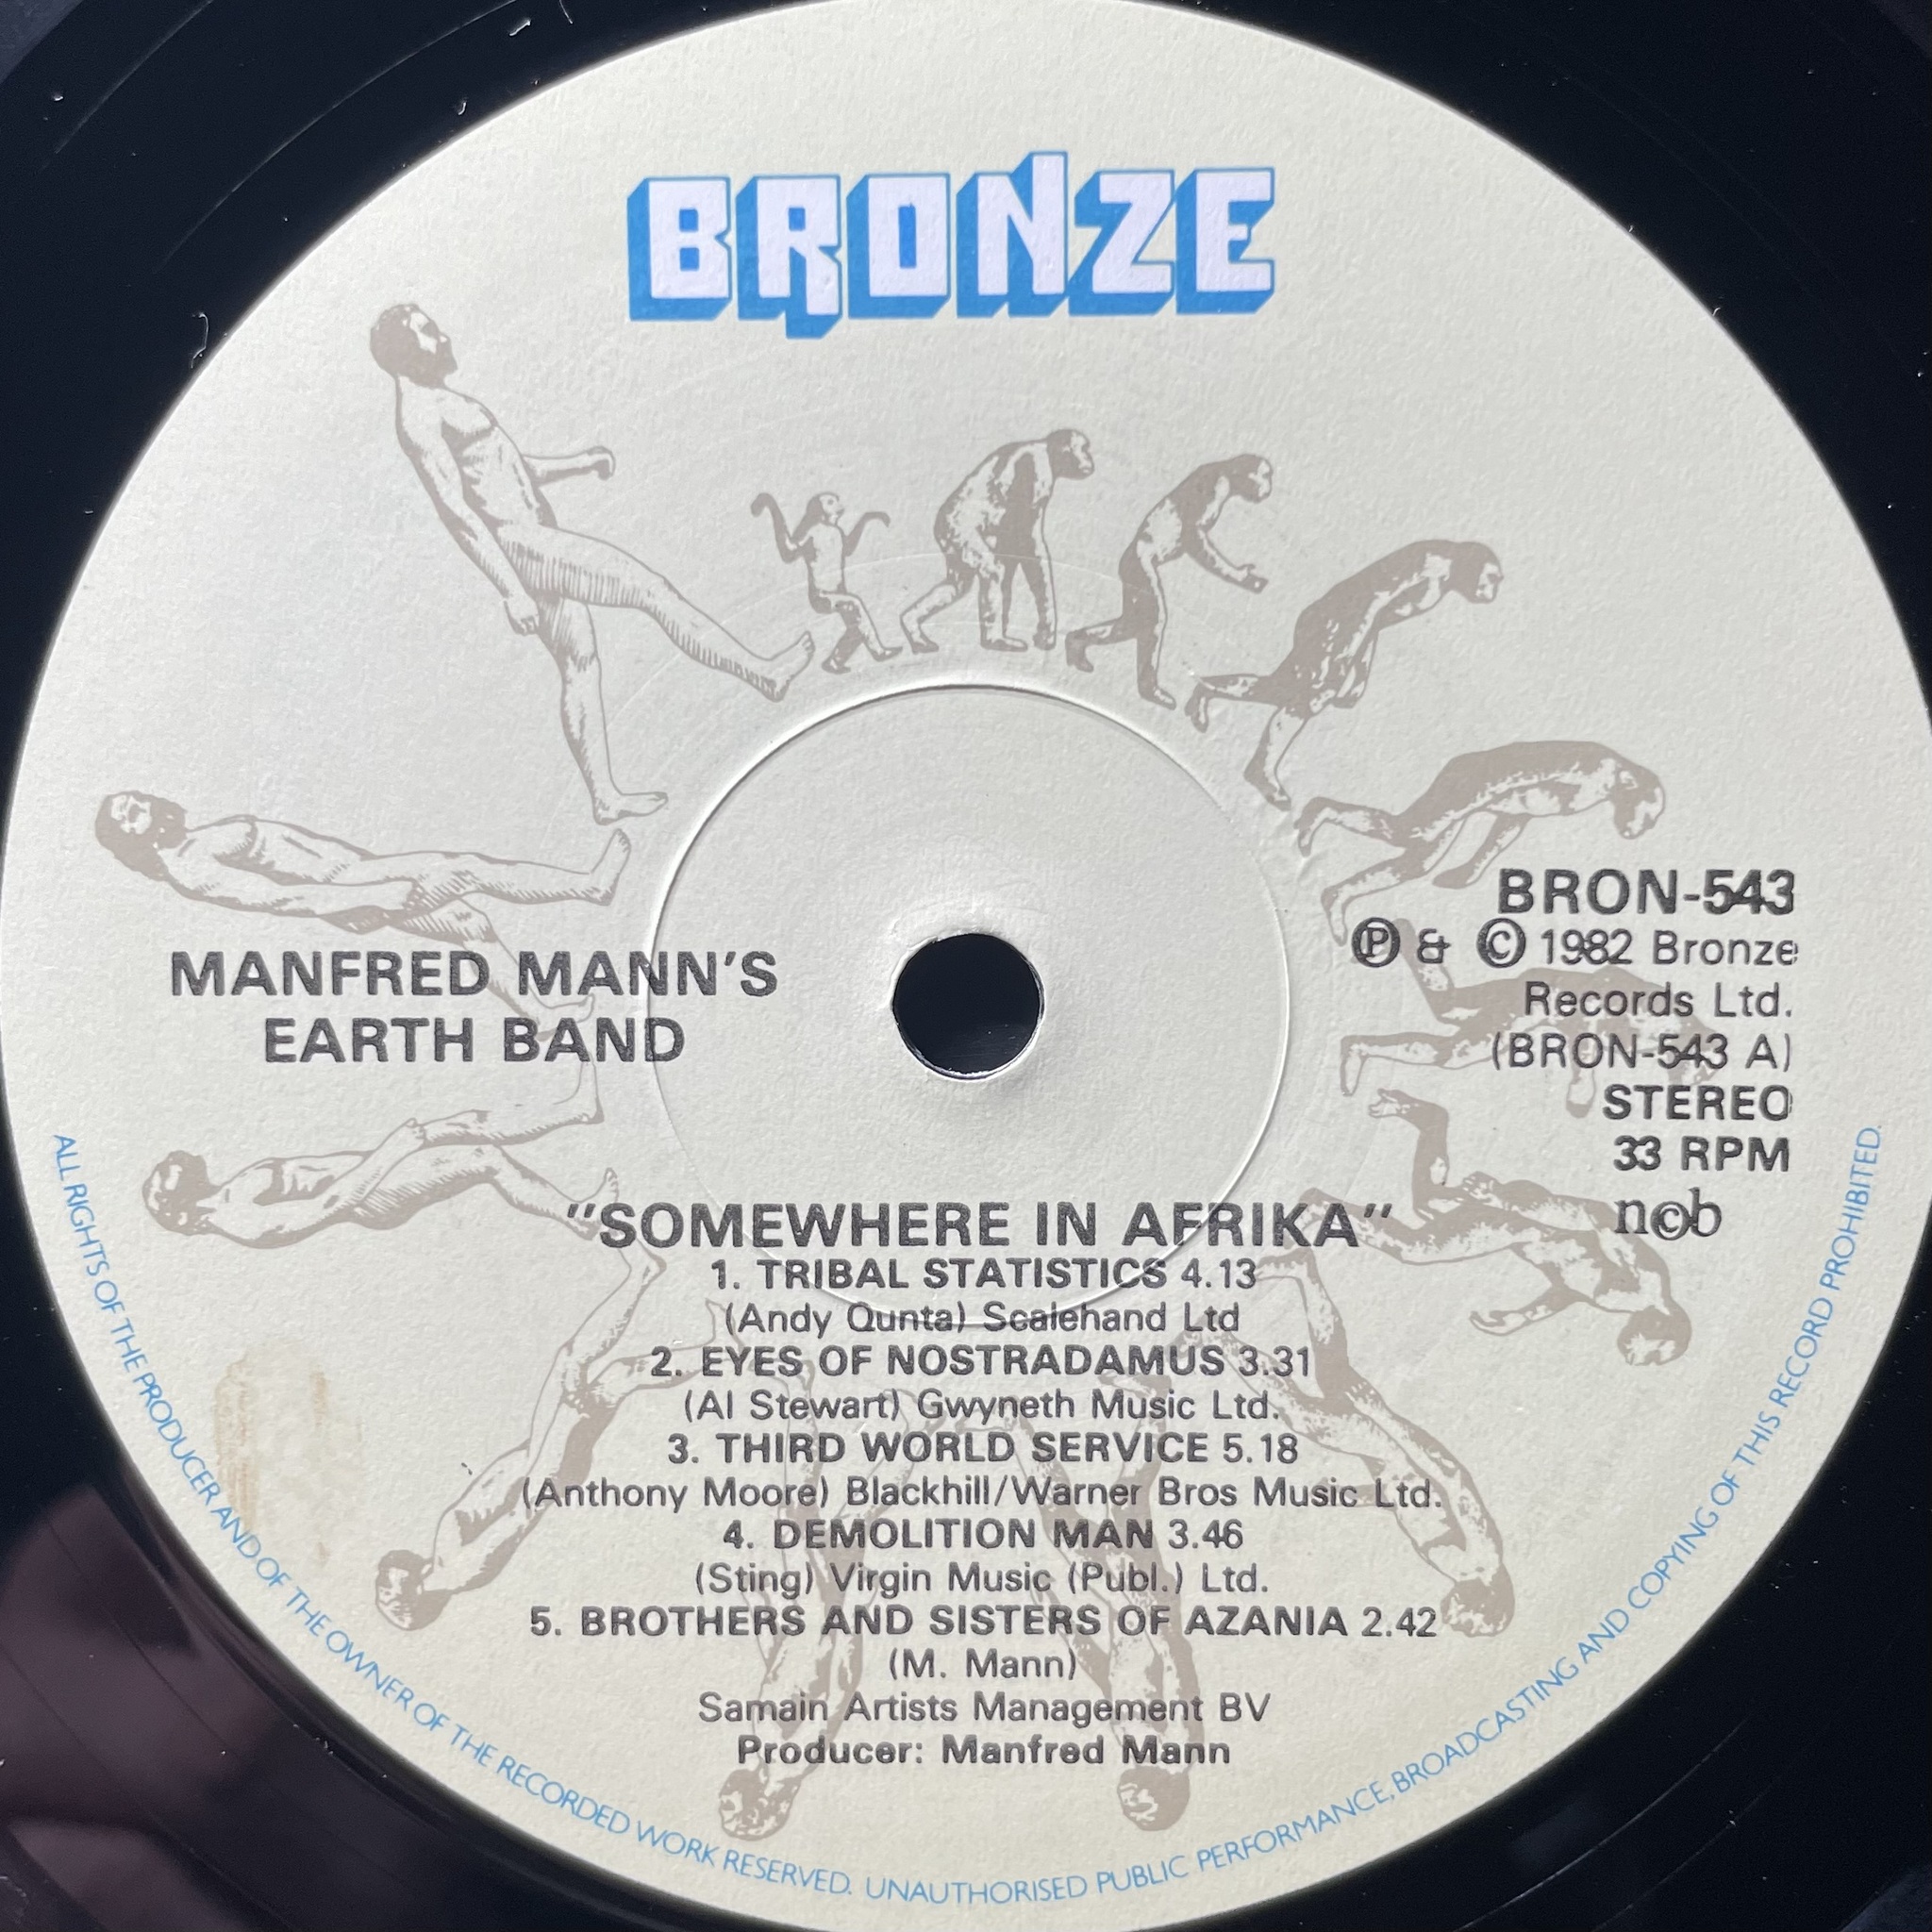 BRONZE
MANFRED MANN'S
EARTH BAND
BRON-543
Ⓟ & © 1982 Bronze
Records Ltd.
(BRON-543 A)
STEREO
33 RPM
n©b
"SOMEWHERE IN AFRIKA"
1. TRIBAL STATISTICS 4.13
(Andy Qunta) Scalehand Ltd
2. EYES OF NOSTRADAMUS 3.31
(Al Stewart) Gwyneth Music Ltd.
3. THIRD WORLD SERVICE 5.18
(Anthony Moore) Blackhill/Warner Bros Music Ltd.
4. DEMOLITION MAN 3.46
(Sting) Virgin Music (Publ.) Ltd.
5. BROTHERS AND SISTERS OF AZANIA 2.42
(M. Mann)
Samain Artists Management BV
Producer: Manfred Mann
ALL RIGHTS OF THE PRODUCER AND OF THE OWNER OF THE RECORDED WORK RESERVED. UNAUTHORISED PUBLIC PERFORMANCE, BROADCASTING AND COPYING OF THIS RECORD PROHIBITED.